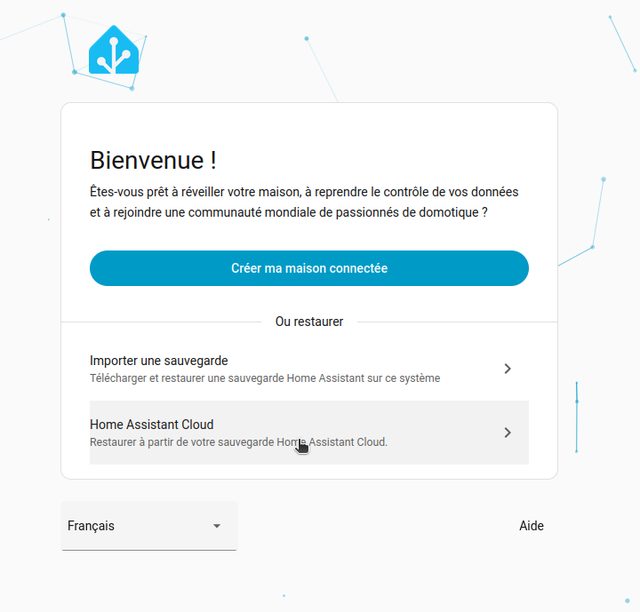 Bienvenue !
Êtes-vous prêt à réveiller votre maison, à reprendre le contrôle de vos données
et à rejoindre une communauté mondiale de passionnés de domotique ?
Créer ma maison connectée
Ou restaurer
Importer une sauvegarde
Télécharger et restaurer une sauvegarde Home Assistant sur ce système
Home Assistant Cloud
Restaurer à partir de votre sauvegarde Home Assistant Cloud.
Français
Aide